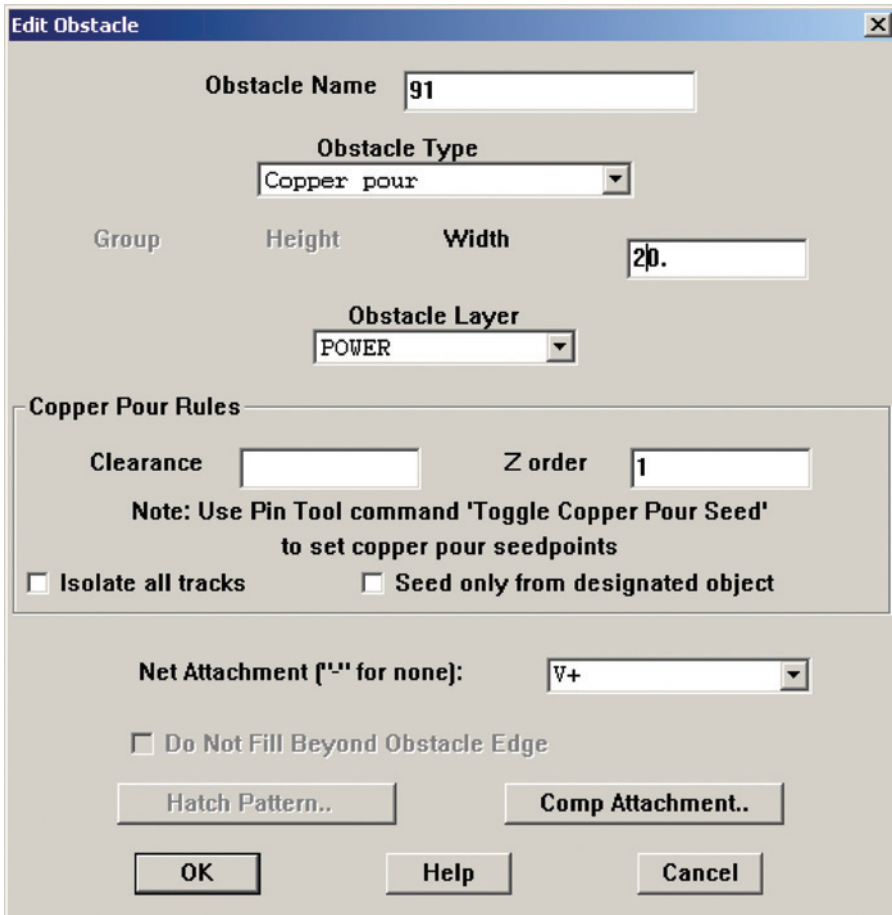 Edit Obstacle
Obstacle Name 91
Obstacle Type
Copper pour
Group Height Width 20.
Obstacle Layer
POWER
Copper Pour Rules
Clearance Z order 1
Note: Use Pin Tool command 'Toggle Copper Pour Seed'
to set copper pour seedpoints
Isolate all tracks Seed only from designated object
Net Attachment ("-" for none): V+
Do Not Fill Beyond Obstacle Edge
Hatch Pattern.. Comp Attachment..
OK Help Cancel